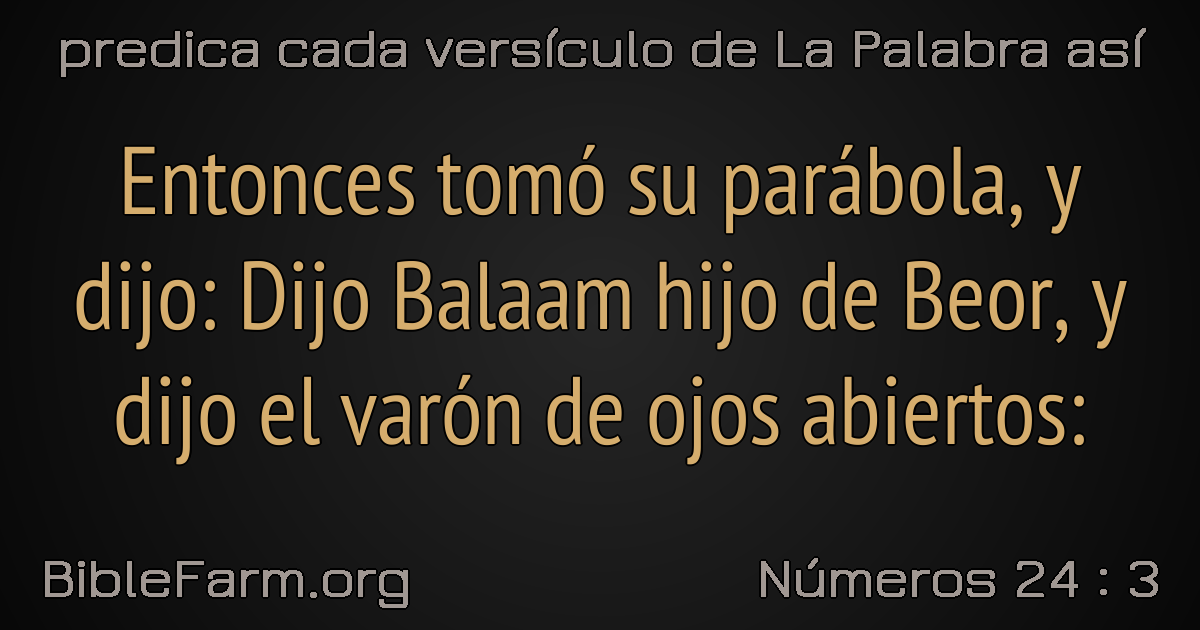 predica cada versículo de La Palabra así
Entonces tomó su parábola, y
dijo: Dijo Balaam hijo de Beor, y
dijo el varón de ojos abiertos:
BibleFarm.org
Números 24 : 3